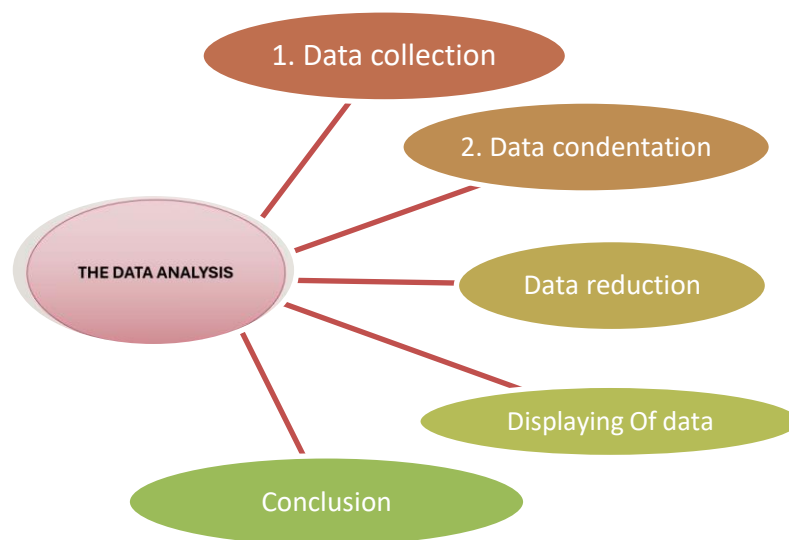 1. Data collection
2. Data condentation
THE DATA ANALYSIS
Data reduction
Displaying Of data
Conclusion